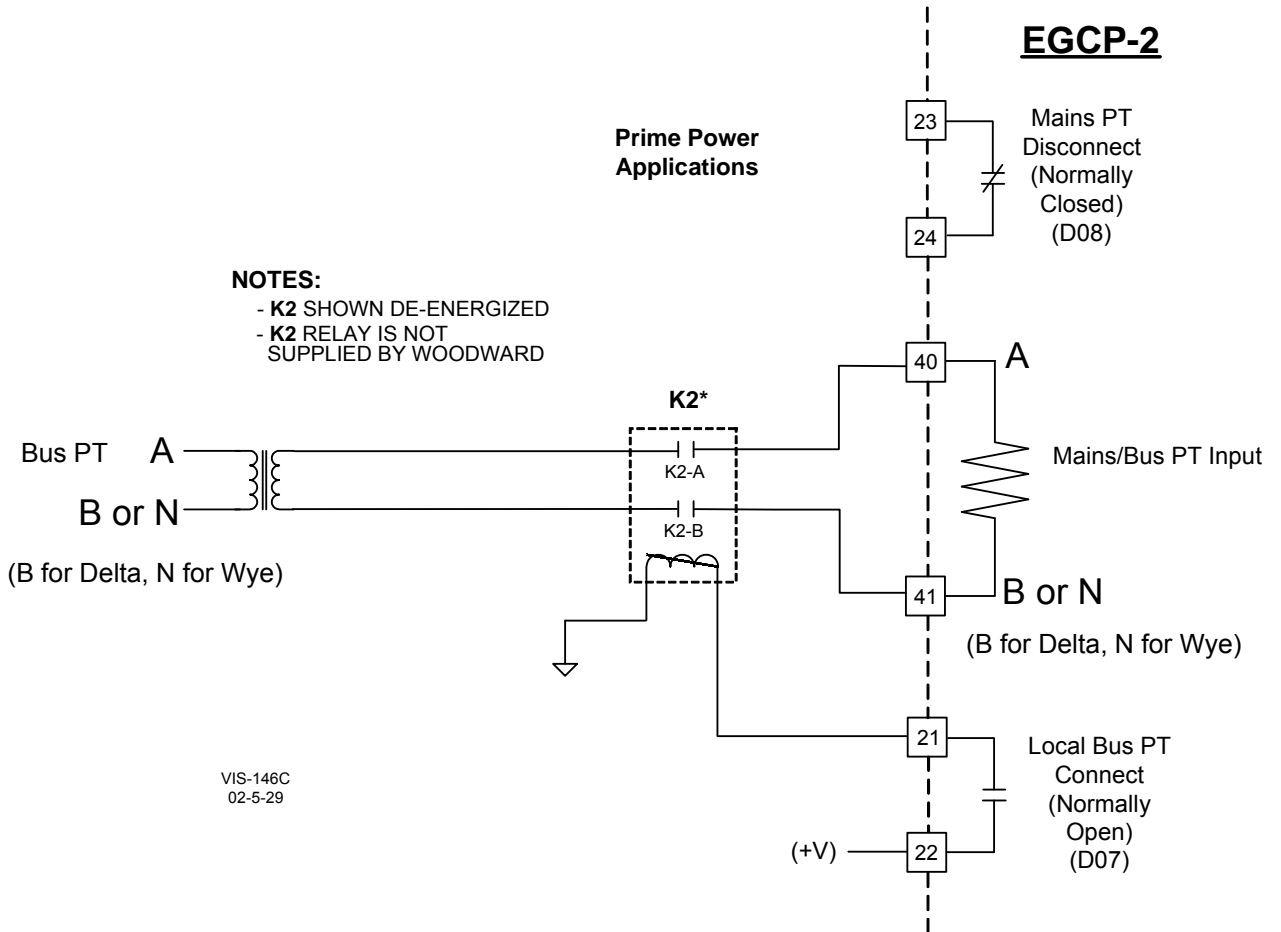 EGCP-2
Prime Power
Applications
23
24
Mains PT
Disconnect
(Normally
Closed)
(D08)
NOTES:
- K2 SHOWN DE-ENERGIZED
- K2 RELAY IS NOT
SUPPLIED BY WOODWARD
K2*
K2-A
K2-B
Bus PT A
B or N
(B for Delta, N for Wye)
40
A
Mains/Bus PT Input
41
B or N
(B for Delta, N for Wye)
21
22
(+V)
Local Bus PT
Connect
(Normally
Open)
(D07)
VIS-146C
02-5-29